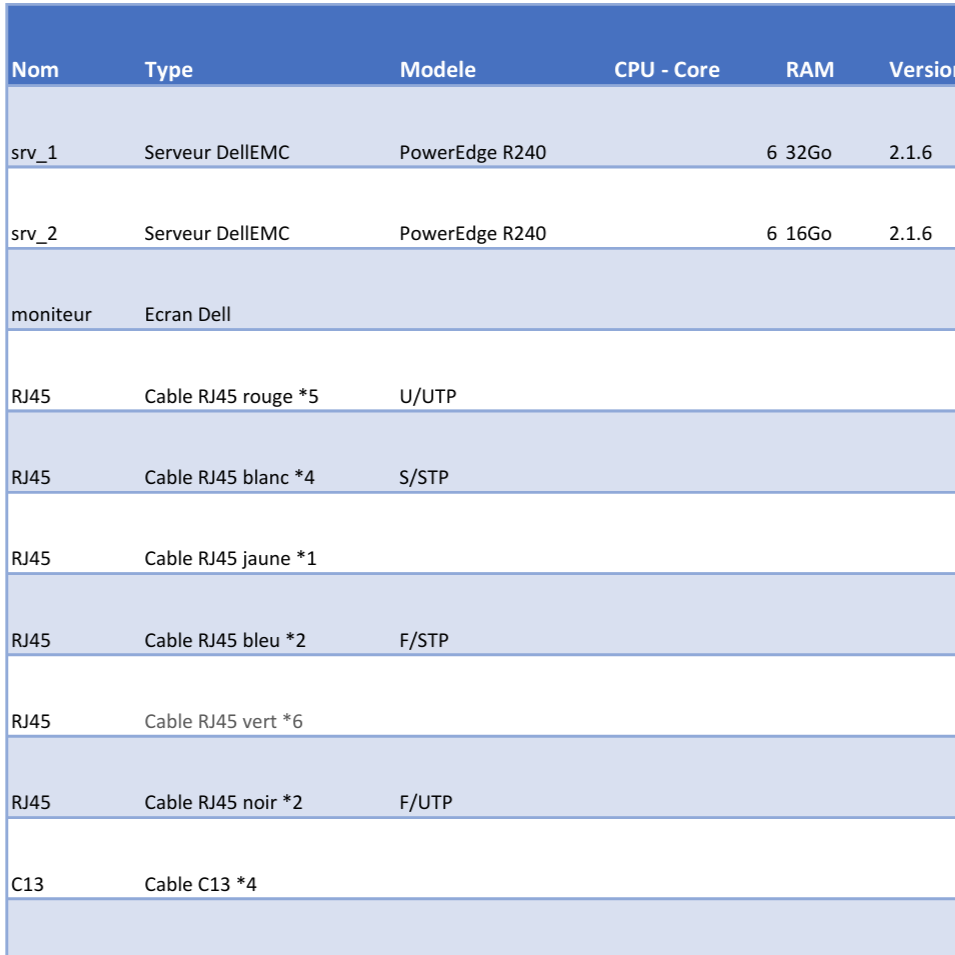 Nom Type Modele CPU - Core RAM Version
srv_1 Serveur DellEMC PowerEdge R240 6 32Go 2.1.6
srv_2 Serveur DellEMC PowerEdge R240 6 16Go 2.1.6
moniteur Ecran Dell
RJ45 Cable RJ45 rouge *5 U/UTP
RJ45 Cable RJ45 blanc *4 S/STP
RJ45 Cable RJ45 jaune *1
RJ45 Cable RJ45 bleu *2 F/STP
RJ45 Cable RJ45 vert *6
RJ45 Cable RJ45 noir *2 F/UTP
C13 Cable C13 *4